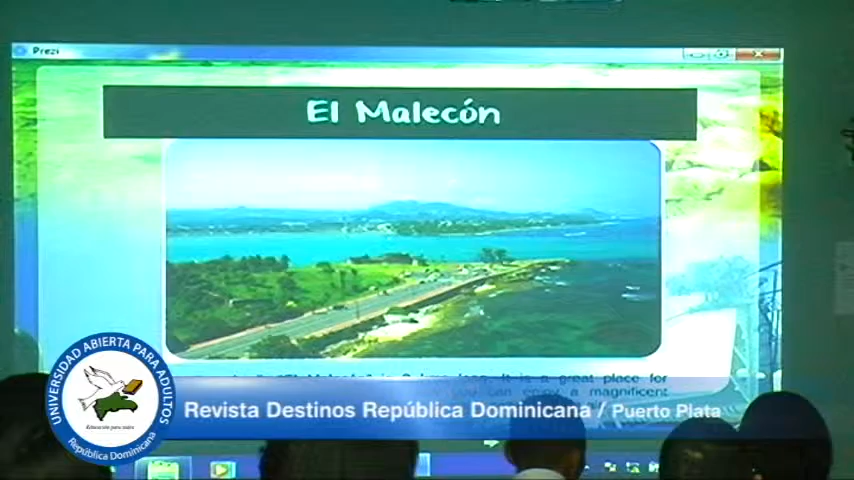 Prezi
El Malecón
It is a great place for
you can enjoy a magnificent
UNIVERSIDAD ABIERTA PARA ADULTOS
Educación para todos
República Dominicana
Revista Destinos República Dominicana / Puerto Plata